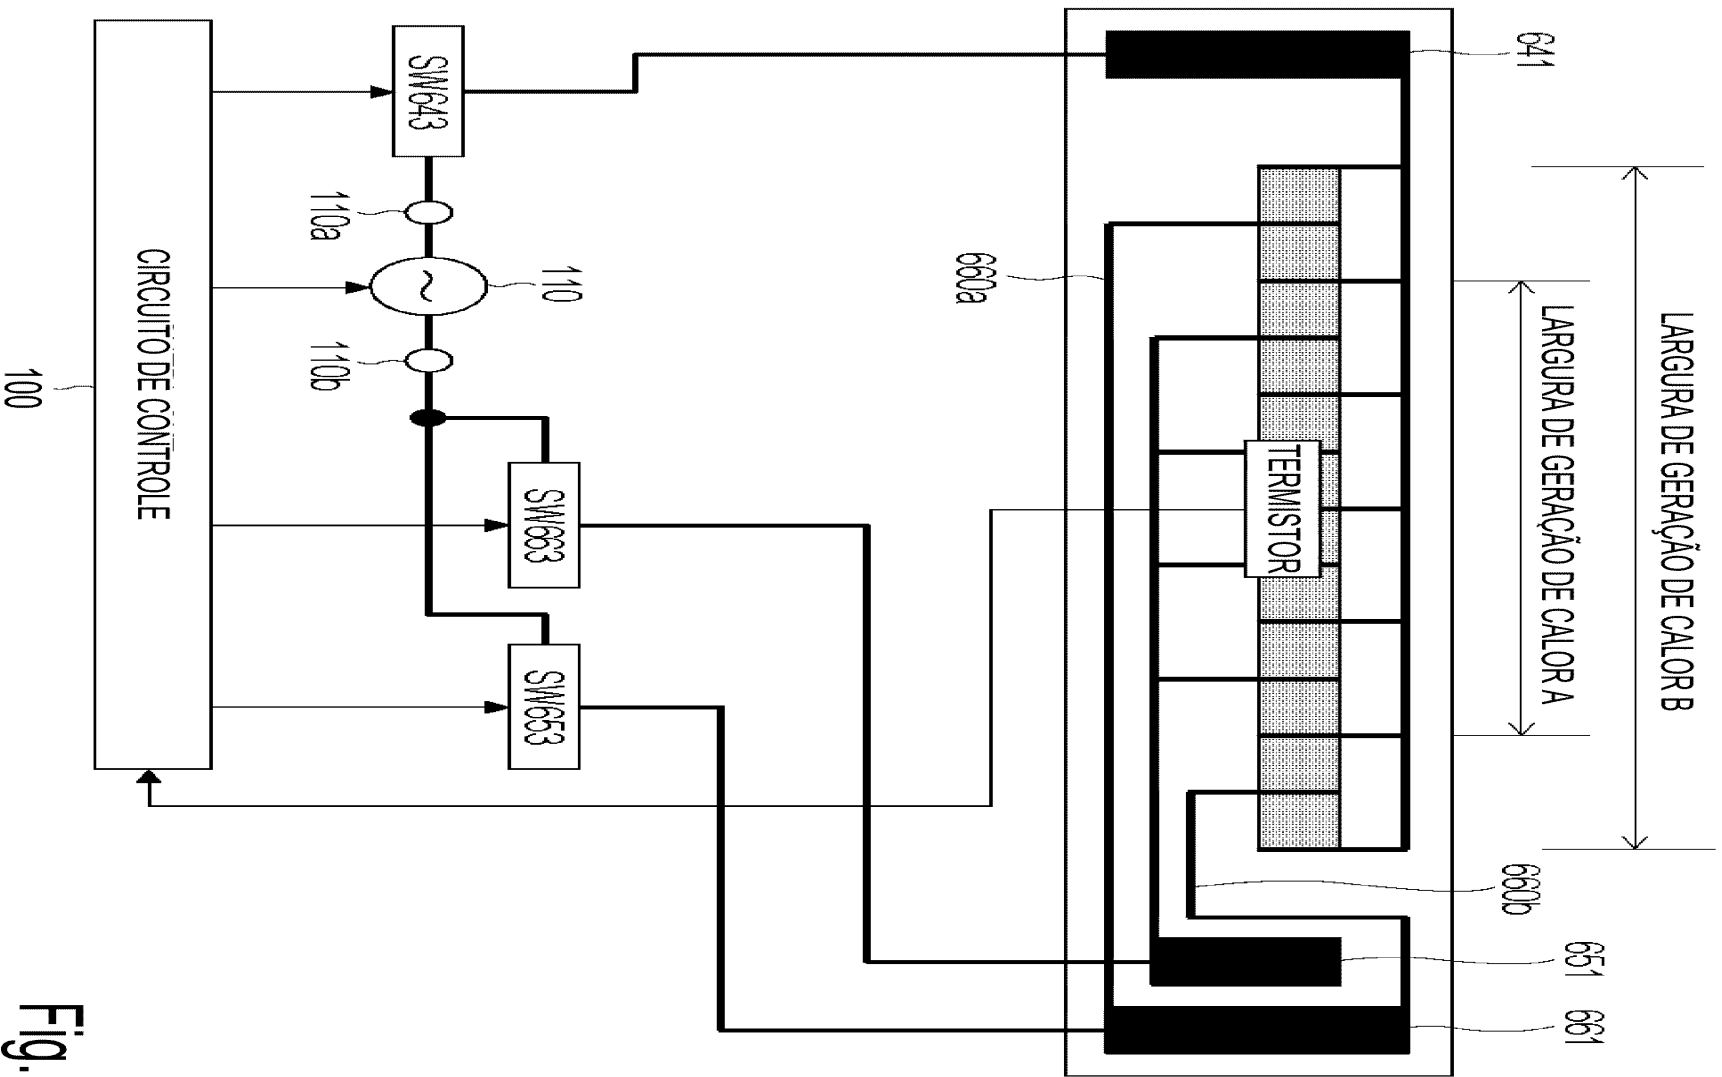 LARGURA DE GERAÇÃO DE CALOR B
LARGURA DE GERAÇÃO DE CALOR A
641
660b
651
661
TERMISTOR
660a
110
SW663
SW653
SW643
110a
110b
CIRCUITO DE CONTROLE
100
Fig.